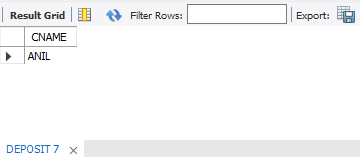 Result Grid Filter Rows: Export:
CNAME
ANIL
DEPOSIT 7 ×